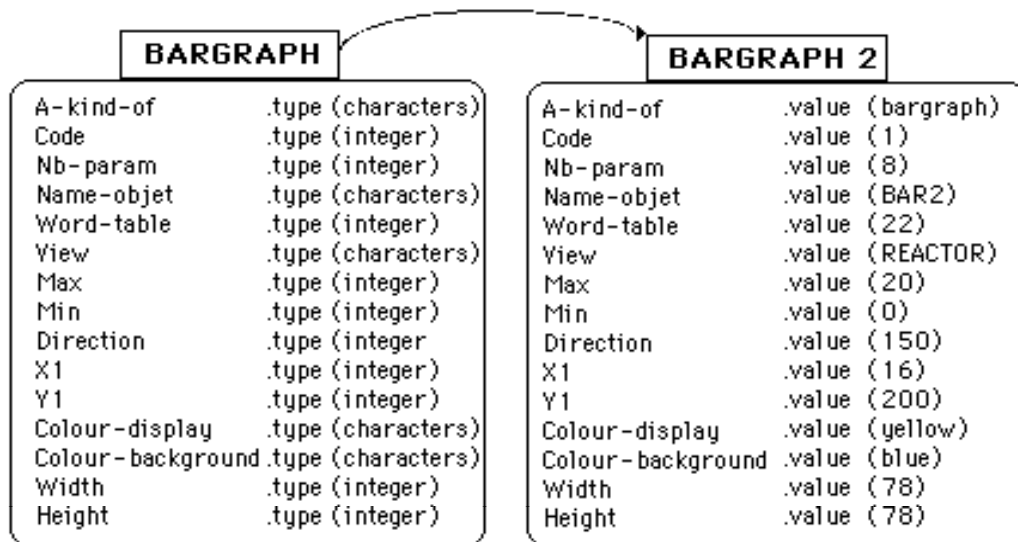 BARGRAPH
A-kind-of .type (characters)
Code .type (integer)
Nb-param .type (integer)
Name-objet .type (characters)
Word-table .type (integer)
View .type (characters)
Max .type (integer)
Min .type (integer)
Direction .type (integer
X1 .type (integer)
Y1 .type (integer)
Colour-display .type (characters)
Colour-background .type (characters)
Width .type (integer)
Height .type (integer)
BARGRAPH 2
A-kind-of .value (bargraph)
Code .value (1)
Nb-param .value (8)
Name-objet .value (BAR2)
Word-table .value (22)
View .value (REACTOR)
Max .value (20)
Min .value (0)
Direction .value (150)
X1 .value (16)
Y1 .value (200)
Colour-display .value (yellow)
Colour-background .value (blue)
Width .value (78)
Height .value (78)